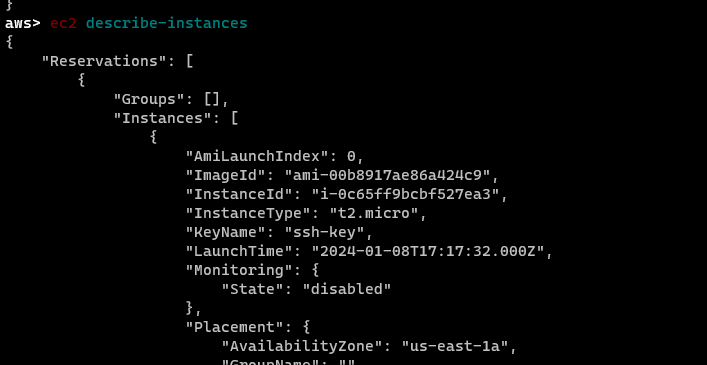 }
aws> ec2 describe-instances
{
    "Reservations": [
        {
            "Groups": [],
            "Instances": [
                {
                    "AmiLaunchIndex": 0,
                    "ImageId": "ami-00b8917ae86a424c9",
                    "InstanceId": "i-0c65ff9bcbf527ea3",
                    "InstanceType": "t2.micro",
                    "KeyName": "ssh-key",
                    "LaunchTime": "2024-01-08T17:17:32.000Z",
                    "Monitoring": {
                        "State": "disabled"
                    },
                    "Placement": {
                        "AvailabilityZone": "us-east-1a",
                        "GroupName": ""